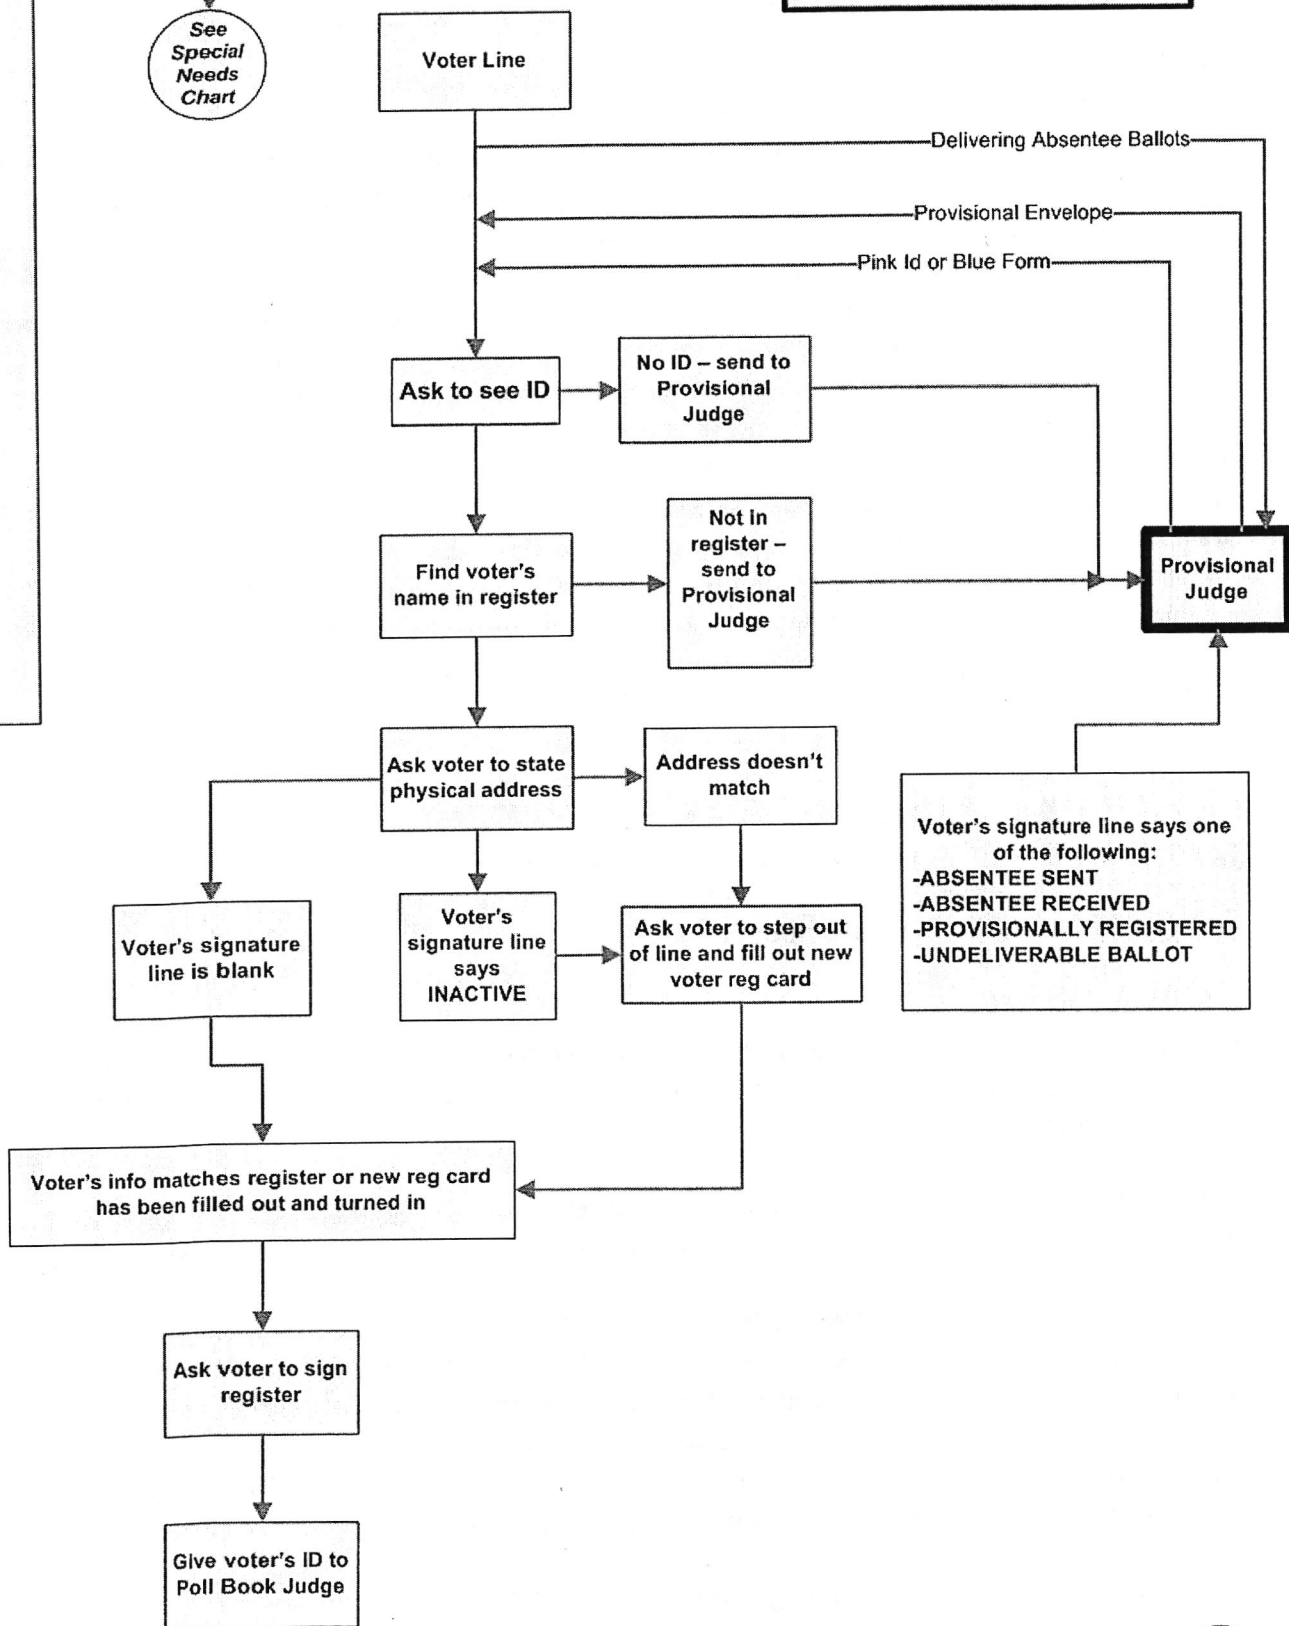 See
Special
Needs
Chart
Voter Line
Delivering Absentee Ballots
Provisional Envelope
Pink Id or Blue Form
Ask to see ID
No ID – send to
Provisional
Judge
Find voter's
name in register
Not in
register –
send to
Provisional
Judge
Provisional
Judge
Ask voter to state
physical address
Address doesn't
match
Voter's signature line says one
of the following:
-ABSENTEE SENT
-ABSENTEE RECEIVED
-PROVISIONALLY REGISTERED
-UNDELIVERABLE BALLOT
Voter's signature
line is blank
Voter's
signature line
says
INACTIVE
Ask voter to step out
of line and fill out new
voter reg card
Voter's info matches register or new reg card
has been filled out and turned in
Ask voter to sign
register
Give voter's ID to
Poll Book Judge